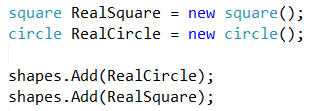 square RealSquare = new square();
circle RealCircle = new circle();
shapes.Add(RealCircle);
shapes.Add(RealSquare);